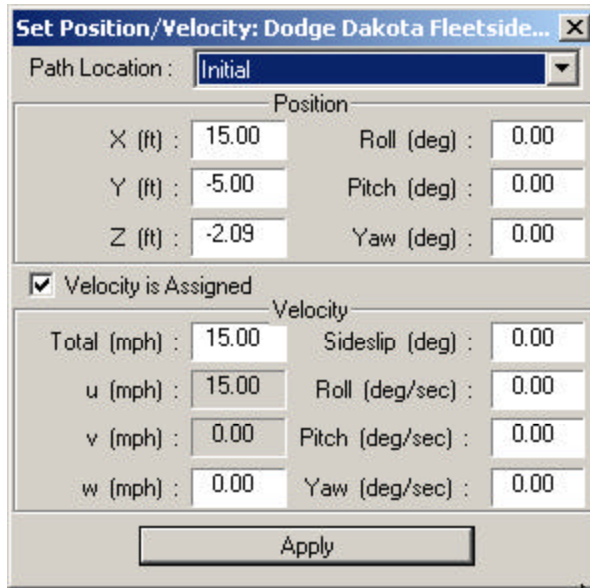 Set Position/Velocity: Dodge Dakota Fleetside...
Path Location : Initial
Position
X (ft) : 15.00 Roll (deg) : 0.00
Y (ft) : -5.00 Pitch (deg) : 0.00
Z (ft) : -2.09 Yaw (deg) : 0.00
Velocity is Assigned
Velocity
Total (mph) : 15.00 Sideslip (deg) : 0.00
u (mph) : 15.00 Roll (deg/sec) : 0.00
v (mph) : 0.00 Pitch (deg/sec) : 0.00
w (mph) : 0.00 Yaw (deg/sec) : 0.00
Apply